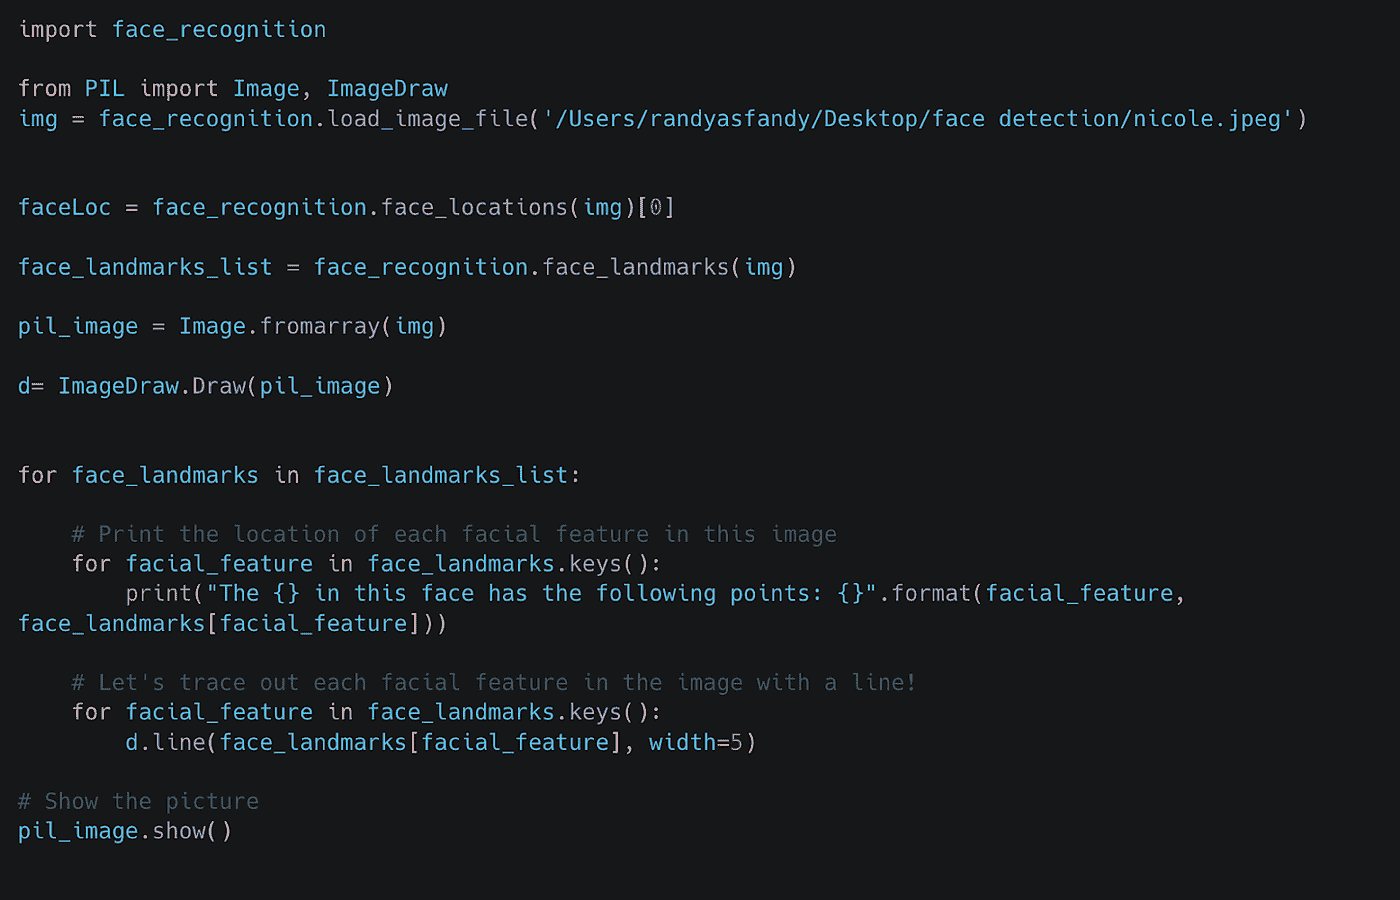 import face_recognition
from PIL import Image, ImageDraw
img = face_recognition.load_image_file('/Users/randyasfandy/Desktop/face detection/nicole.jpeg')
faceLoc = face_recognition.face_locations(img)[0]
face_landmarks_list = face_recognition.face_landmarks(img)
pil_image = Image.fromarray(img)
d= ImageDraw.Draw(pil_image)
for face_landmarks in face_landmarks_list:
    # Print the location of each facial feature in this image
    for facial_feature in face_landmarks.keys():
        print("The {} in this face has the following points: {}".format(facial_feature,
face_landmarks[facial_feature]))
    # Let's trace out each facial feature in the image with a line!
    for facial_feature in face_landmarks.keys():
        d.line(face_landmarks[facial_feature], width=5)
# Show the picture
pil_image.show()